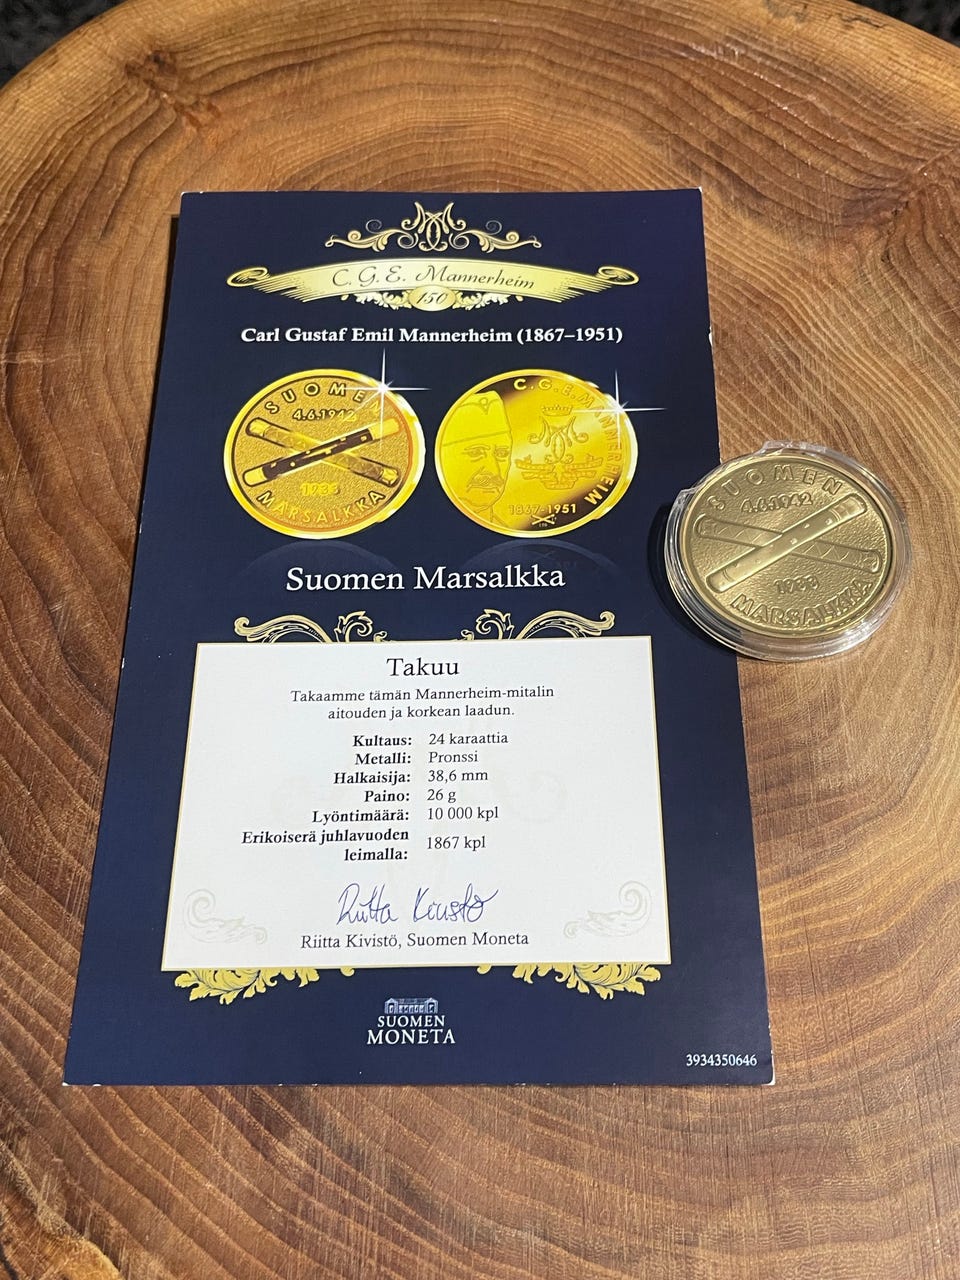 C. G. E. Mannerheim
150
Carl Gustaf Emil Mannerheim (1867–1951)
SUOMEN
4.6.1942
1933
MARSALKKA
C.G.E.MANNERHEIM
1867-1951
Suomen Marsalkka
Takuu
Takaamme tämän Mannerheim-mitalin
aitouden ja korkean laadun.
Kultaus: 24 karaattia
Metalli: Pronssi
Halkaisija: 38,6 mm
Paino: 26 g
Lyöntimäärä: 10 000 kpl
Erikoiserä juhlavuoden
leimalla: 1867 kpl
Riitta Kivistö
Riitta Kivistö, Suomen Moneta
SUOMEN
MONETA
3934350646
SUOMEN
4.6.1942
1933
MARSALKKA